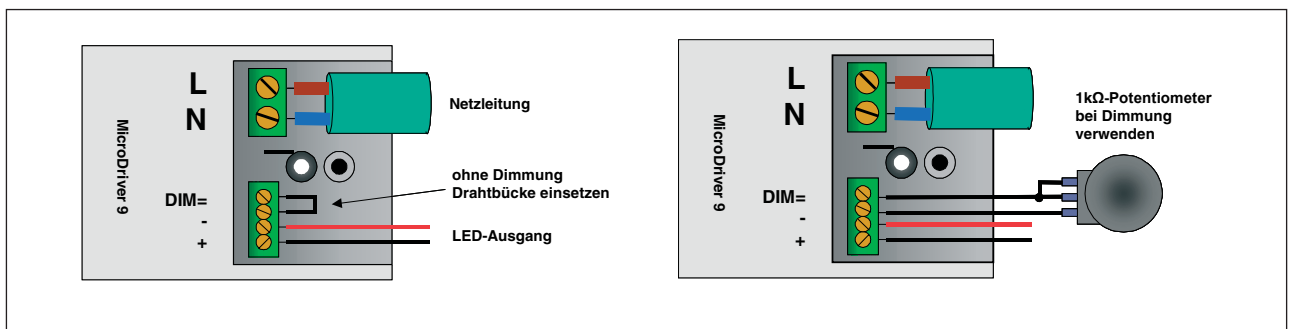 L
N
MicroDriver 9
DIM=
-
+
Netzleitung
ohne Dimmung
Drahtbücke einsetzen
LED-Ausgang
L
N
MicroDriver 9
DIM=
-
+
1kΩ-Potentiometer
bei Dimmung
verwenden